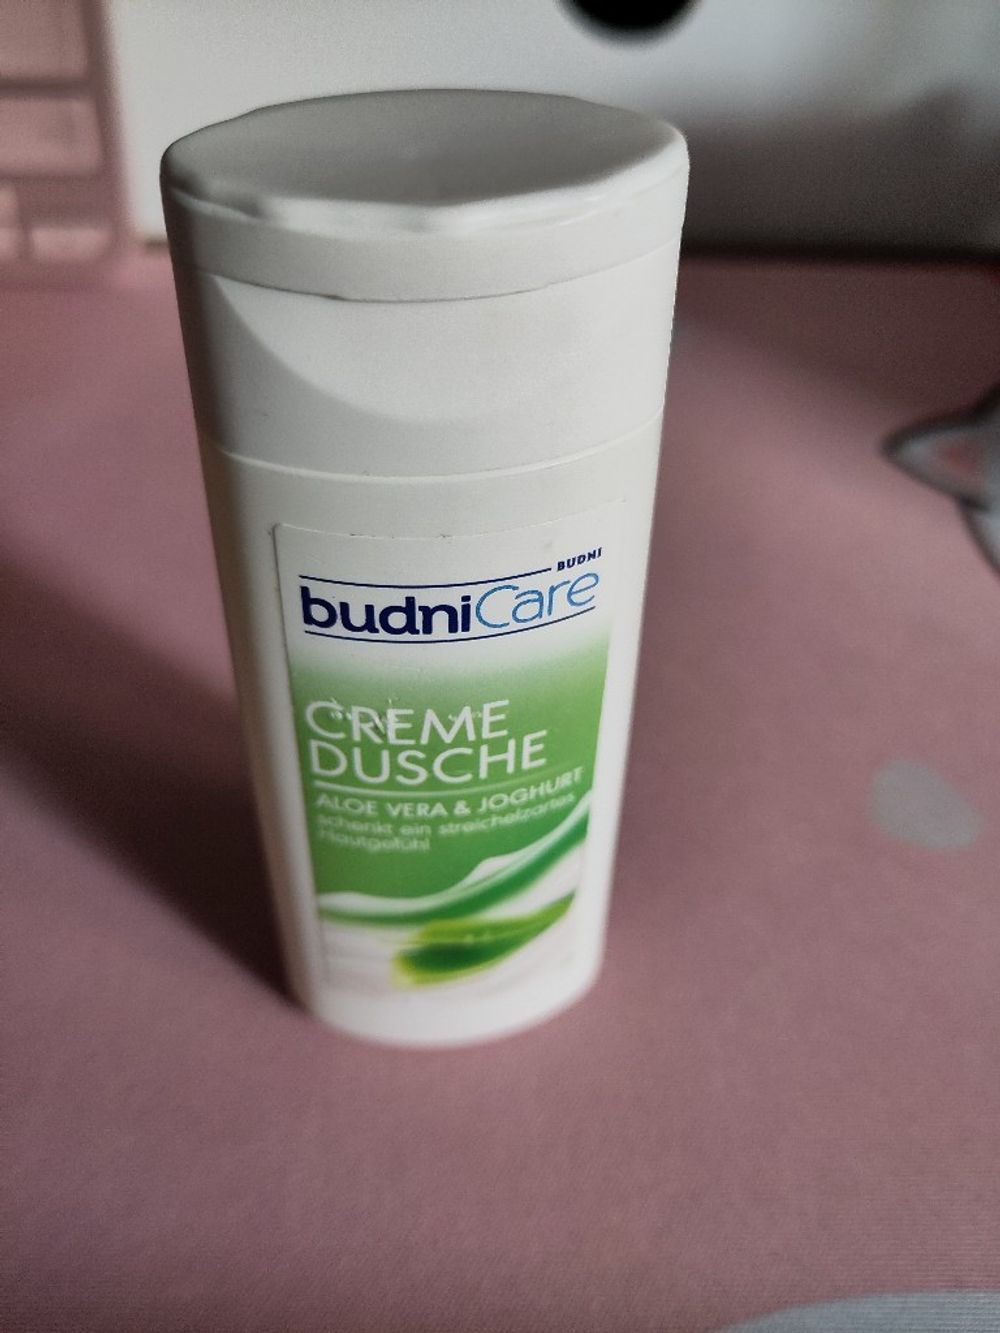 BUDNI
budniCare
CREME
DUSCHE
ALOE VERA & JOGHURT
schenkt ein streichelzartes
Hautgefühl